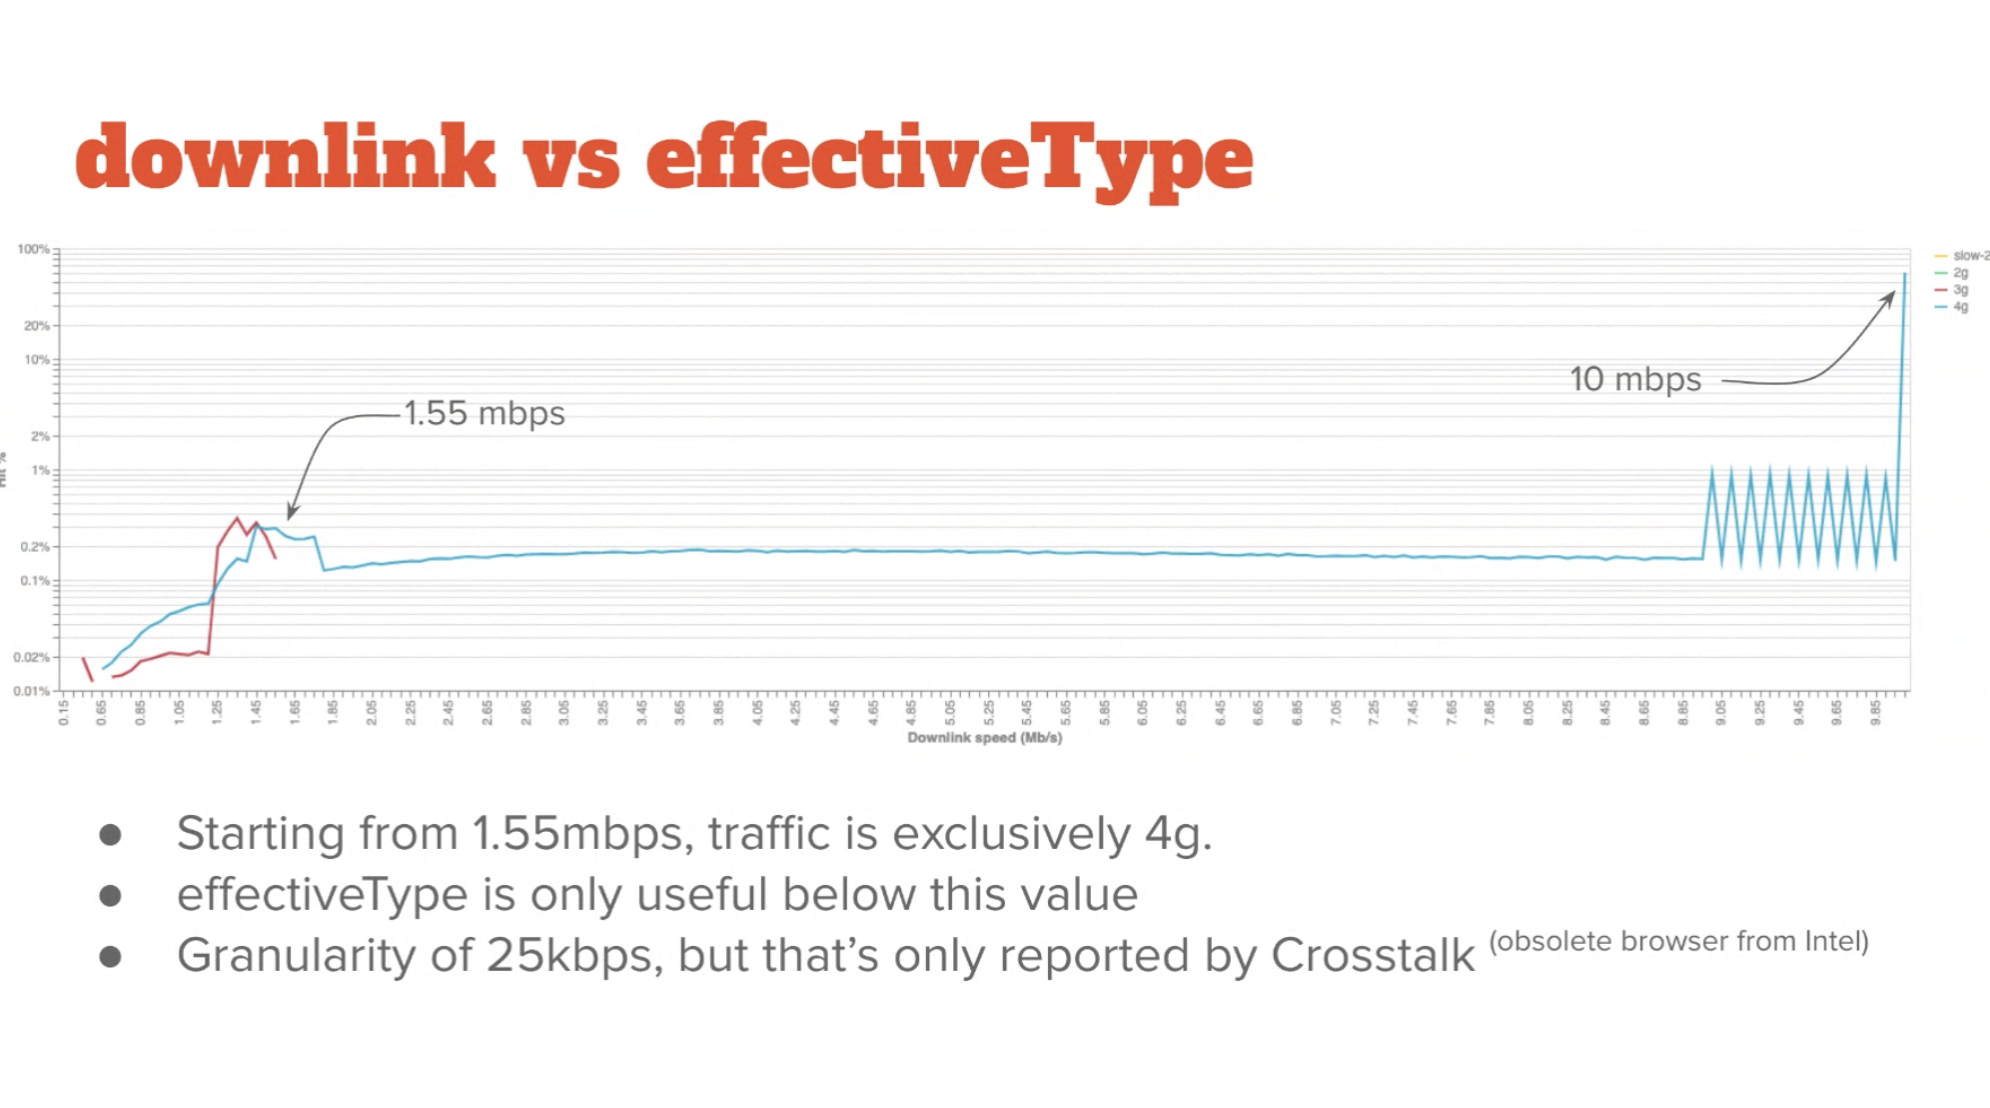 downlink vs effectiveType
100%
20%
10%
2%
1%
0.2%
0.1%
0.02%
0.01%
Hit %
1.55 mbps
10 mbps
slow-2
2g
3g
4g
0.15 0.65 0.85 1.05 1.25 1.45 1.65 1.85 2.05 2.25 2.45 2.65 2.85 3.05 3.25 3.45 3.65 3.85 4.05 4.25 4.45 4.65 4.85 5.05 5.25 5.45 5.65 5.85 6.05 6.25 6.45 6.65 6.85 7.05 7.25 7.45 7.65 7.85 8.05 8.25 8.45 8.65 8.85 9.05 9.25 9.45 9.65 9.85
Downlink speed (Mb/s)
● Starting from 1.55mbps, traffic is exclusively 4g.
● effectiveType is only useful below this value
● Granularity of 25kbps, but that's only reported by Crosstalk (obsolete browser from Intel)